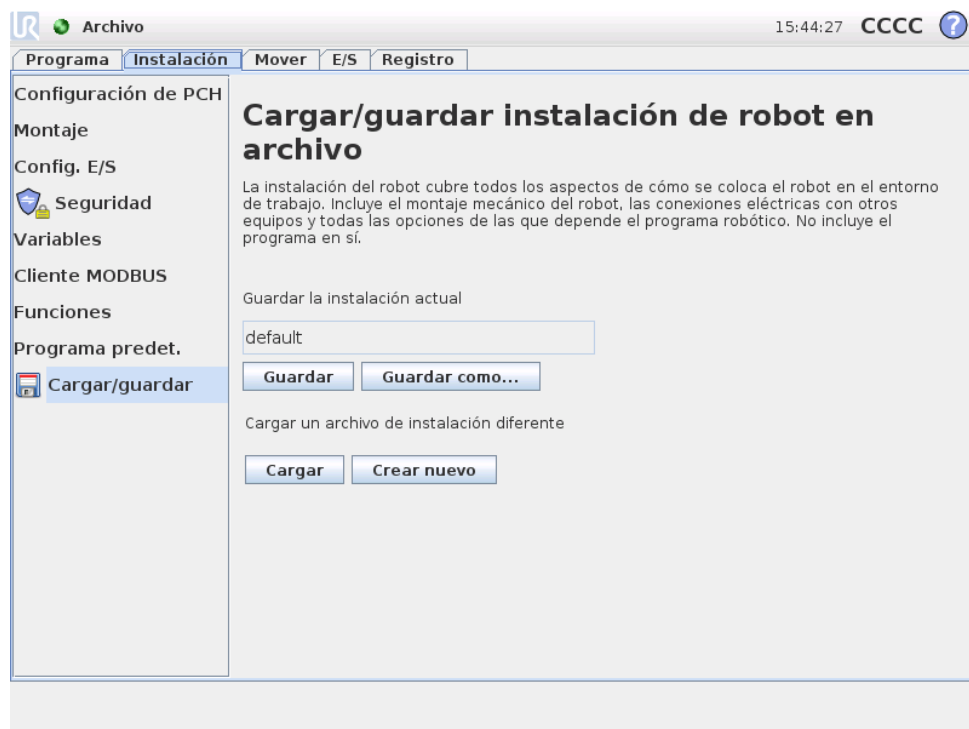 UR Archivo 15:44:27 CCCC ?
Programa Instalación Mover E/S Registro
Configuración de PCH
Montaje
Config. E/S
Seguridad
Variables
Cliente MODBUS
Funciones
Programa predet.
Cargar/guardar
Cargar/guardar instalación de robot en
archivo
La instalación del robot cubre todos los aspectos de cómo se coloca el robot en el entorno
de trabajo. Incluye el montaje mecánico del robot, las conexiones eléctricas con otros
equipos y todas las opciones de las que depende el programa robótico. No incluye el
programa en sí.
Guardar la instalación actual
default
Guardar Guardar como...
Cargar un archivo de instalación diferente
Cargar Crear nuevo